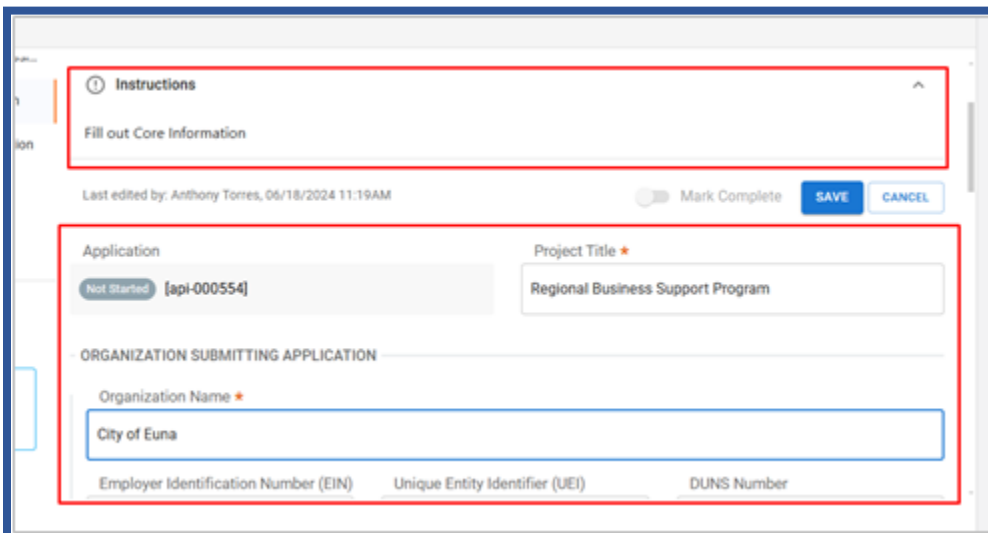 Instructions
Fill out Core Information
ion
Last edited by: Anthony Torres, 06/18/2024 11:19AM
Mark Complete
SAVE
CANCEL
Application
Project Title *
Not Started [api-000554]
Regional Business Support Program
ORGANIZATION SUBMITTING APPLICATION
Organization Name *
City of Euna
Employer Identification Number (EIN)
Unique Entity Identifier (UEI)
DUNS Number